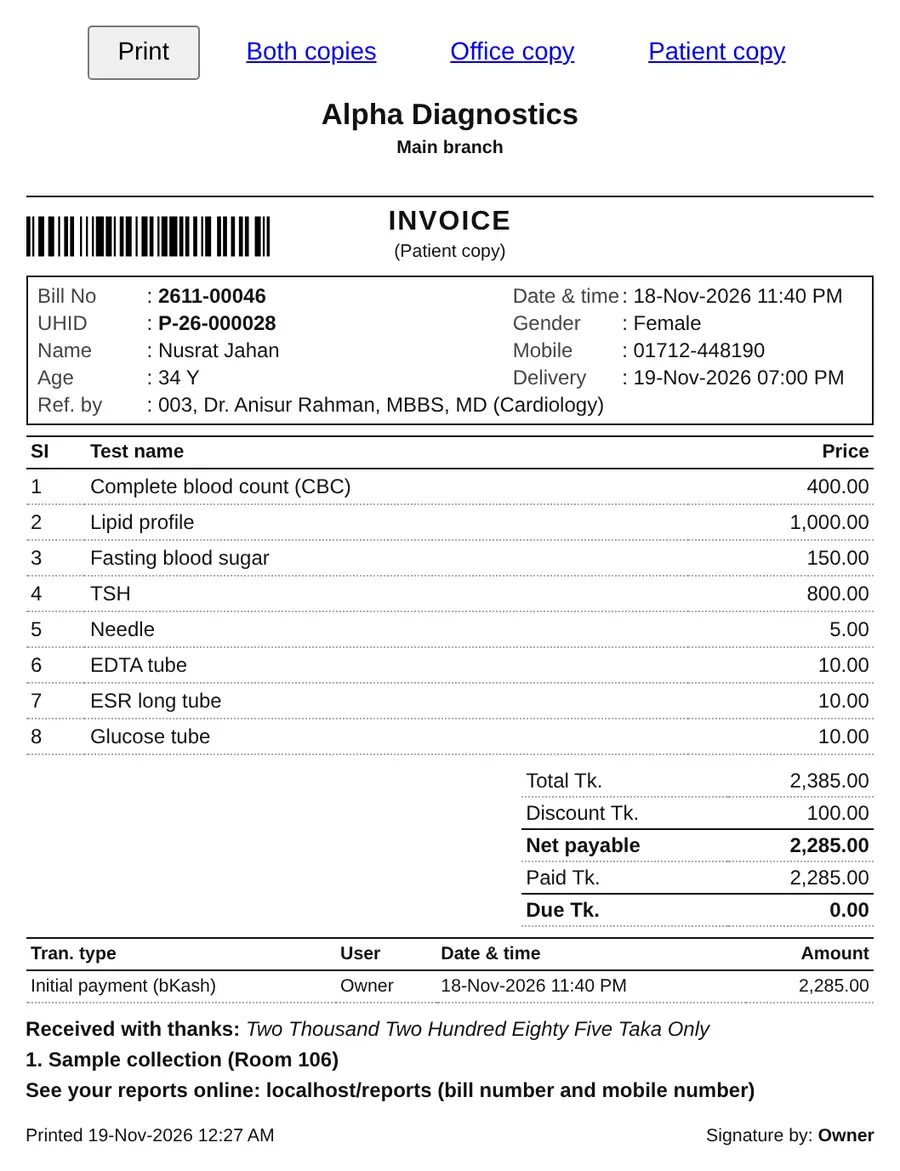 Print Both copies Office copy Patient copy
Alpha Diagnostics
Main branch
INVOICE
(Patient copy)
Bill No : 2611-00046 Date & time : 18-Nov-2026 11:40 PM
UHID : P-26-000028 Gender : Female
Name : Nusrat Jahan Mobile : 01712-448190
Age : 34 Y Delivery : 19-Nov-2026 07:00 PM
Ref. by : 003, Dr. Anisur Rahman, MBBS, MD (Cardiology)
Sl Test name Price
1 Complete blood count (CBC) 400.00
2 Lipid profile 1,000.00
3 Fasting blood sugar 150.00
4 TSH 800.00
5 Needle 5.00
6 EDTA tube 10.00
7 ESR long tube 10.00
8 Glucose tube 10.00
Total Tk. 2,385.00
Discount Tk. 100.00
Net payable 2,285.00
Paid Tk. 2,285.00
Due Tk. 0.00
Tran. type User Date & time Amount
Initial payment (bKash) Owner 18-Nov-2026 11:40 PM 2,285.00
Received with thanks: Two Thousand Two Hundred Eighty Five Taka Only
1. Sample collection (Room 106)
See your reports online: localhost/reports (bill number and mobile number)
Printed 19-Nov-2026 12:27 AM Signature by: Owner